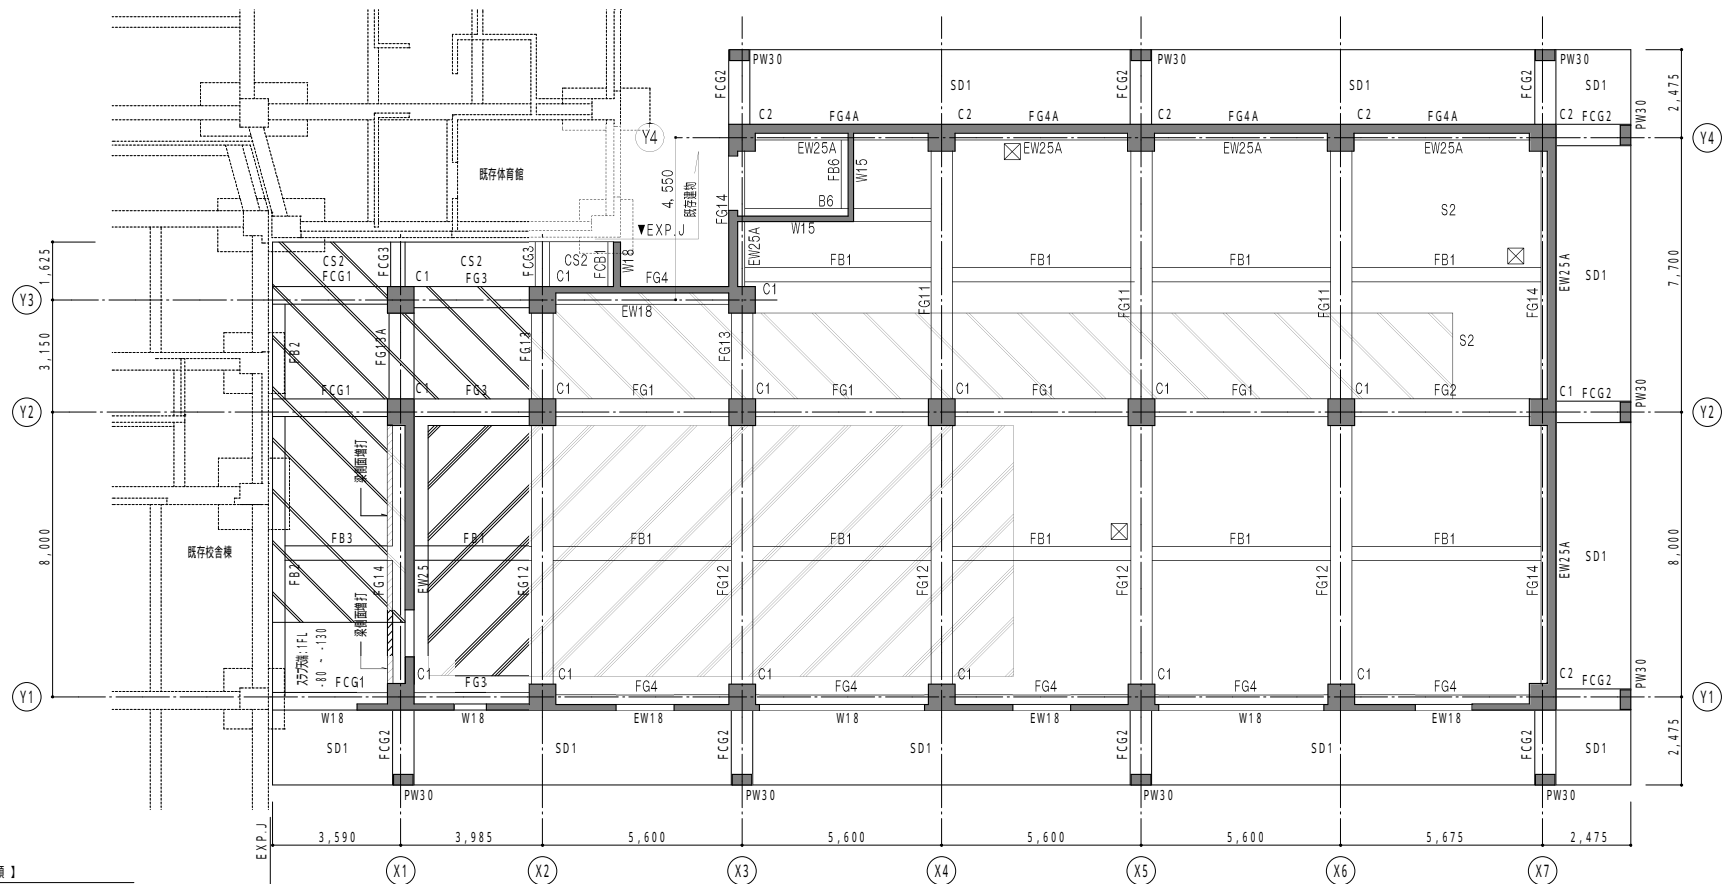 PW30 PW30 PW30
FCG2 SD1 FCG2 SD1 FCG2 SD1 2,475
C2 FG4A C2 FG4A C2 FG4A C2 FG4A C2 FCG2 PW30
Y4 Y4
EW25A EW25A EW25A EW25A
FB6 W15
既存体育館 4,550 既存建物 FG14 B6 S2
▼EXP.J W15
EW25A
1,625 CS2 FCG3 CS2 FCG3 CS2 FCB1 W18 FB1 FB1 FB1 FB1 EW25A SD1 7,700
FCG1 C1 FG3 C1 FG4 C1
Y3 EW18 FG11 FG11 FG11 FG14
3,150 FB2 FG13A FG12 FG13 S2
FCG1 C1 FG3 C1 FG1 C1 FG1 C1 FG1 C1 FG1 C1 FG2 C1 FCG2 PW30
Y2 Y2
梁側面増打
既存校舎棟 FB3 FB1 FB1 FB1 FB1 FB1 FB1
8,000 FB2 FG14 EW25 FG12 FG12 FG12 FG12 FG12 FG14 EW25A SD1 8,000
梁側面増打
スラブ天端:1FL
-80 ~ -130
FCG1 C1 FG3 C1 FG4 C1 FG4 C1 FG4 C1 FG4 C1 FG4 C2 FCG2 PW30
Y1 Y1
W18 W18 EW18 W18 EW18 W18 EW18
SD1 FCG2 SD1 FCG2 SD1 FCG2 SD1 FCG2 SD1 2,475
PW30 PW30 PW30 PW30
EXP.J 3,590 3,985 5,600 5,600 5,600 5,600 5,675 2,475
X1 X2 X3 X4 X5 X6 X7
】